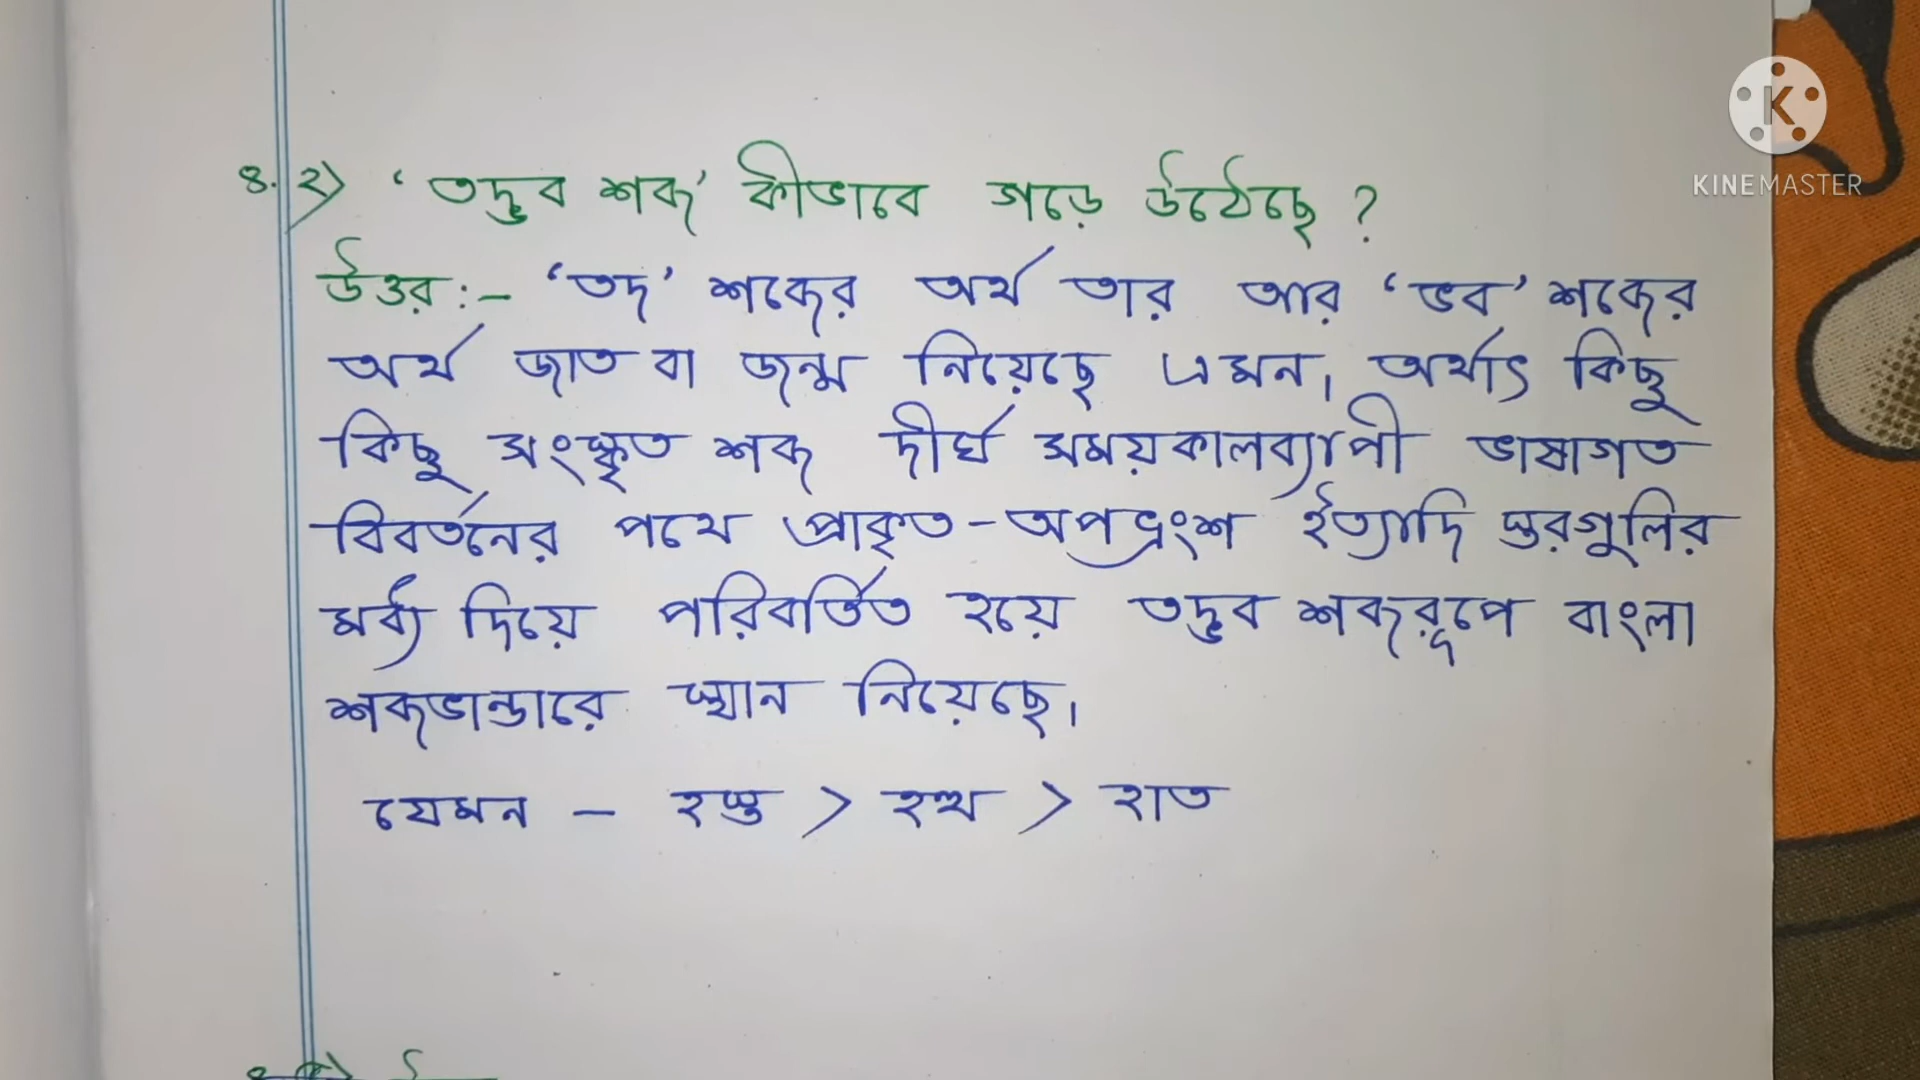 K
KINEMASTER
৪.২) ‘তদ্ভব শব্দ’ কীভাবে গড়ে উঠেছে ?
উত্তর :- ‘তদ’ শব্দের অর্থ তার আর ‘ভব’ শব্দের
অর্থ জাত বা জন্ম নিয়েছে এমন। অর্থাৎ কিছু
কিছু সংস্কৃত শব্দ দীর্ঘ সময়কালব্যাপী ভাষাগত
বিবর্তনের পথে প্রাকৃত-অপভ্রংশ ইত্যাদি স্তরগুলির
মধ্য দিয়ে পরিবর্তিত হয়ে তদ্ভব শব্দরূপে বাংলা
শব্দভান্ডারে স্থান নিয়েছে।
যেমন - হস্ত > হত্থ > হাত